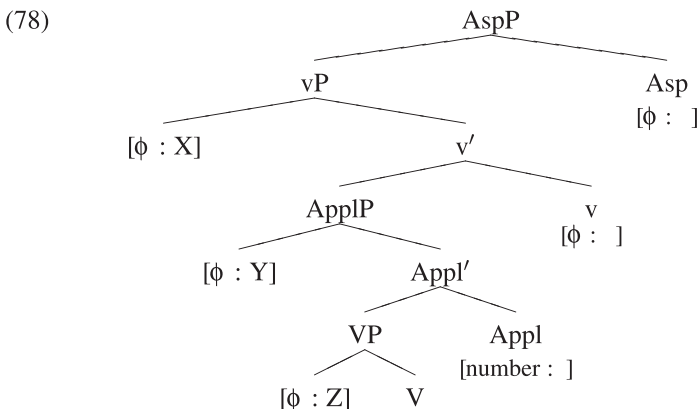 (78) AspP
vP Asp
[ϕ : ]
[ϕ : X] v′
ApplP v
[ϕ : ]
[ϕ : Y] Appl′
VP Appl
[number : ]
[ϕ : Z] V